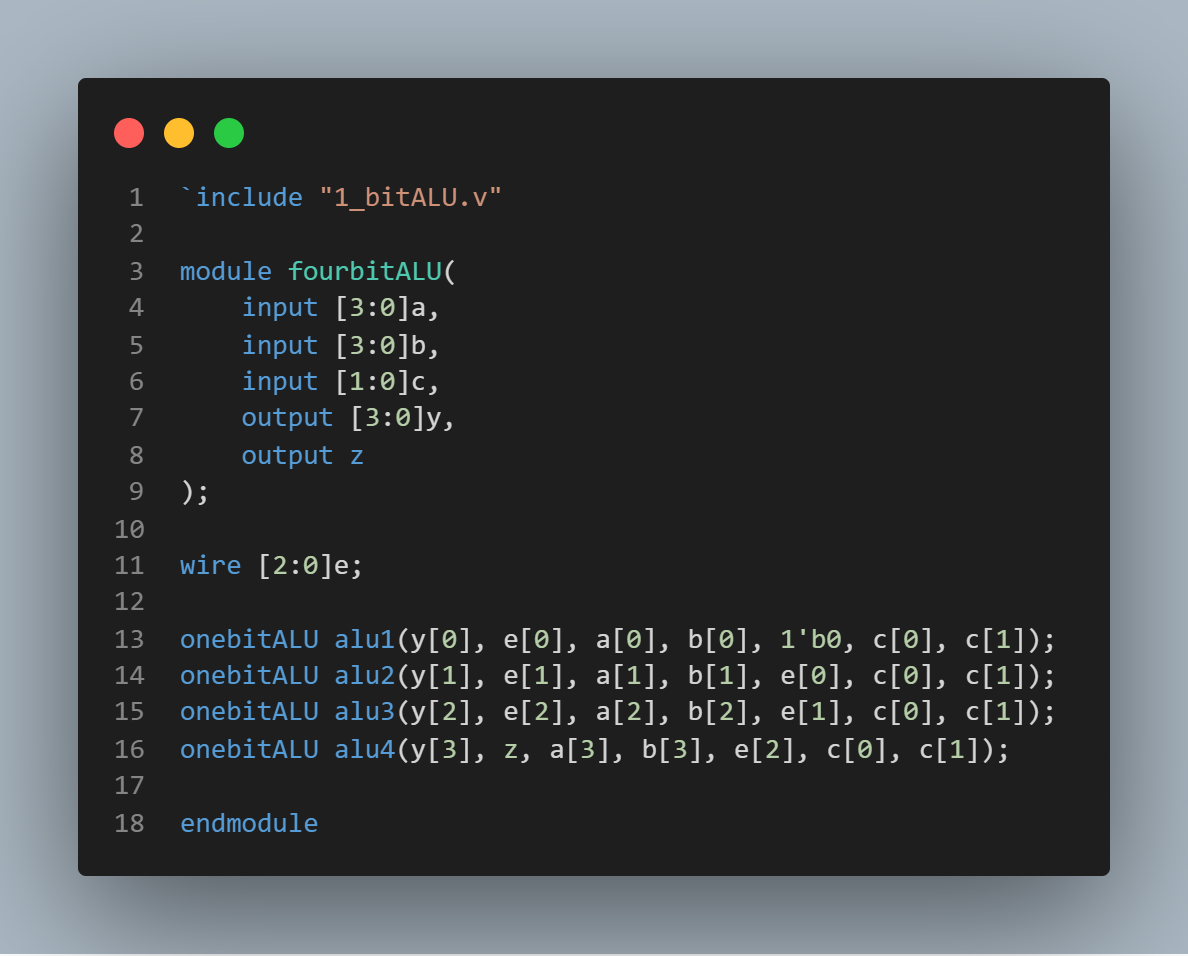 1 `include "1_bitALU.v"
2
3 module fourbitALU(
4     input [3:0]a,
5     input [3:0]b,
6     input [1:0]c,
7     output [3:0]y,
8     output z
9 );
10
11 wire [2:0]e;
12
13 onebitALU alu1(y[0], e[0], a[0], b[0], 1'b0, c[0], c[1]);
14 onebitALU alu2(y[1], e[1], a[1], b[1], e[0], c[0], c[1]);
15 onebitALU alu3(y[2], e[2], a[2], b[2], e[1], c[0], c[1]);
16 onebitALU alu4(y[3], z, a[3], b[3], e[2], c[0], c[1]);
17
18 endmodule